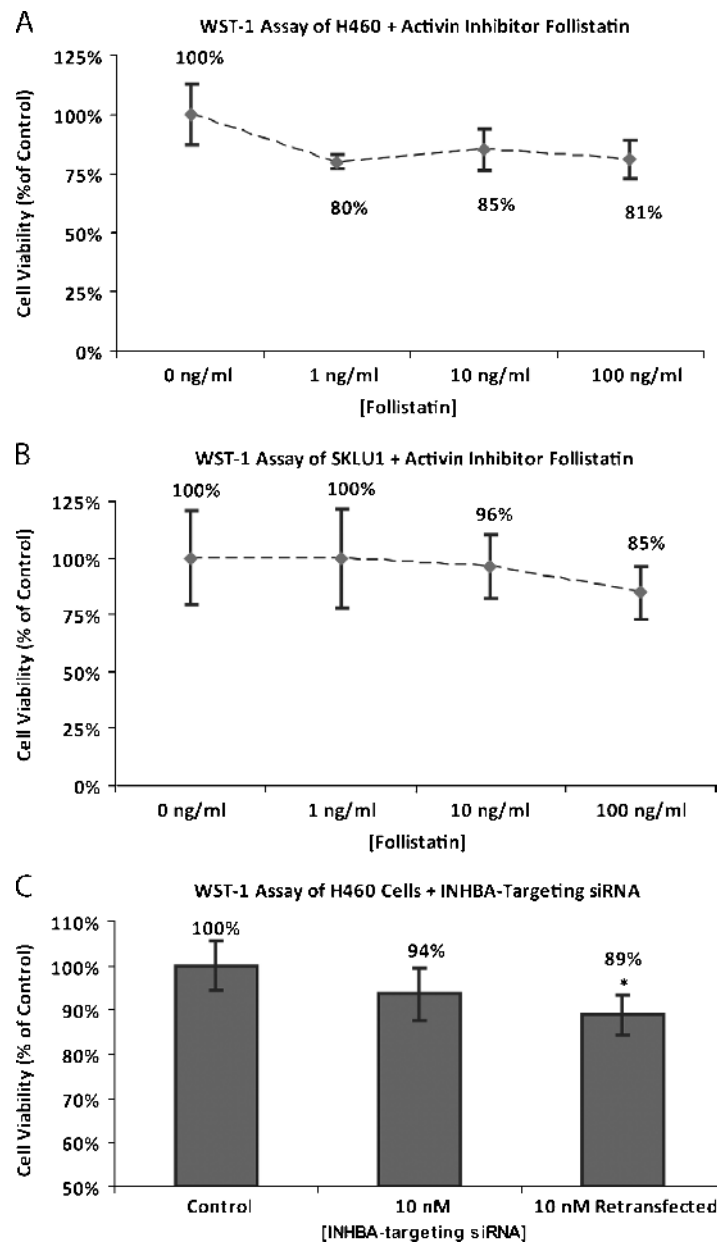 A
WST-1 Assay of H460 + Activin Inhibitor Follistatin
Cell Viability (% of Control)
125%
100%
75%
50%
25%
0%
100%
80%
85%
81%
0 ng/ml
1 ng/ml
10 ng/ml
100 ng/ml
[Follistatin]
B
WST-1 Assay of SKLU1 + Activin Inhibitor Follistatin
Cell Viability (% of Control)
125%
100%
75%
50%
25%
0%
100%
100%
96%
85%
0 ng/ml
1 ng/ml
10 ng/ml
100 ng/ml
[Follistatin]
C
WST-1 Assay of H460 Cells + INHBA-Targeting siRNA
Cell Viability (% of Control)
110%
100%
90%
80%
70%
60%
50%
100%
94%
89%
*
Control
10 nM
10 nM Retransfected
[INHBA-targeting siRNA]